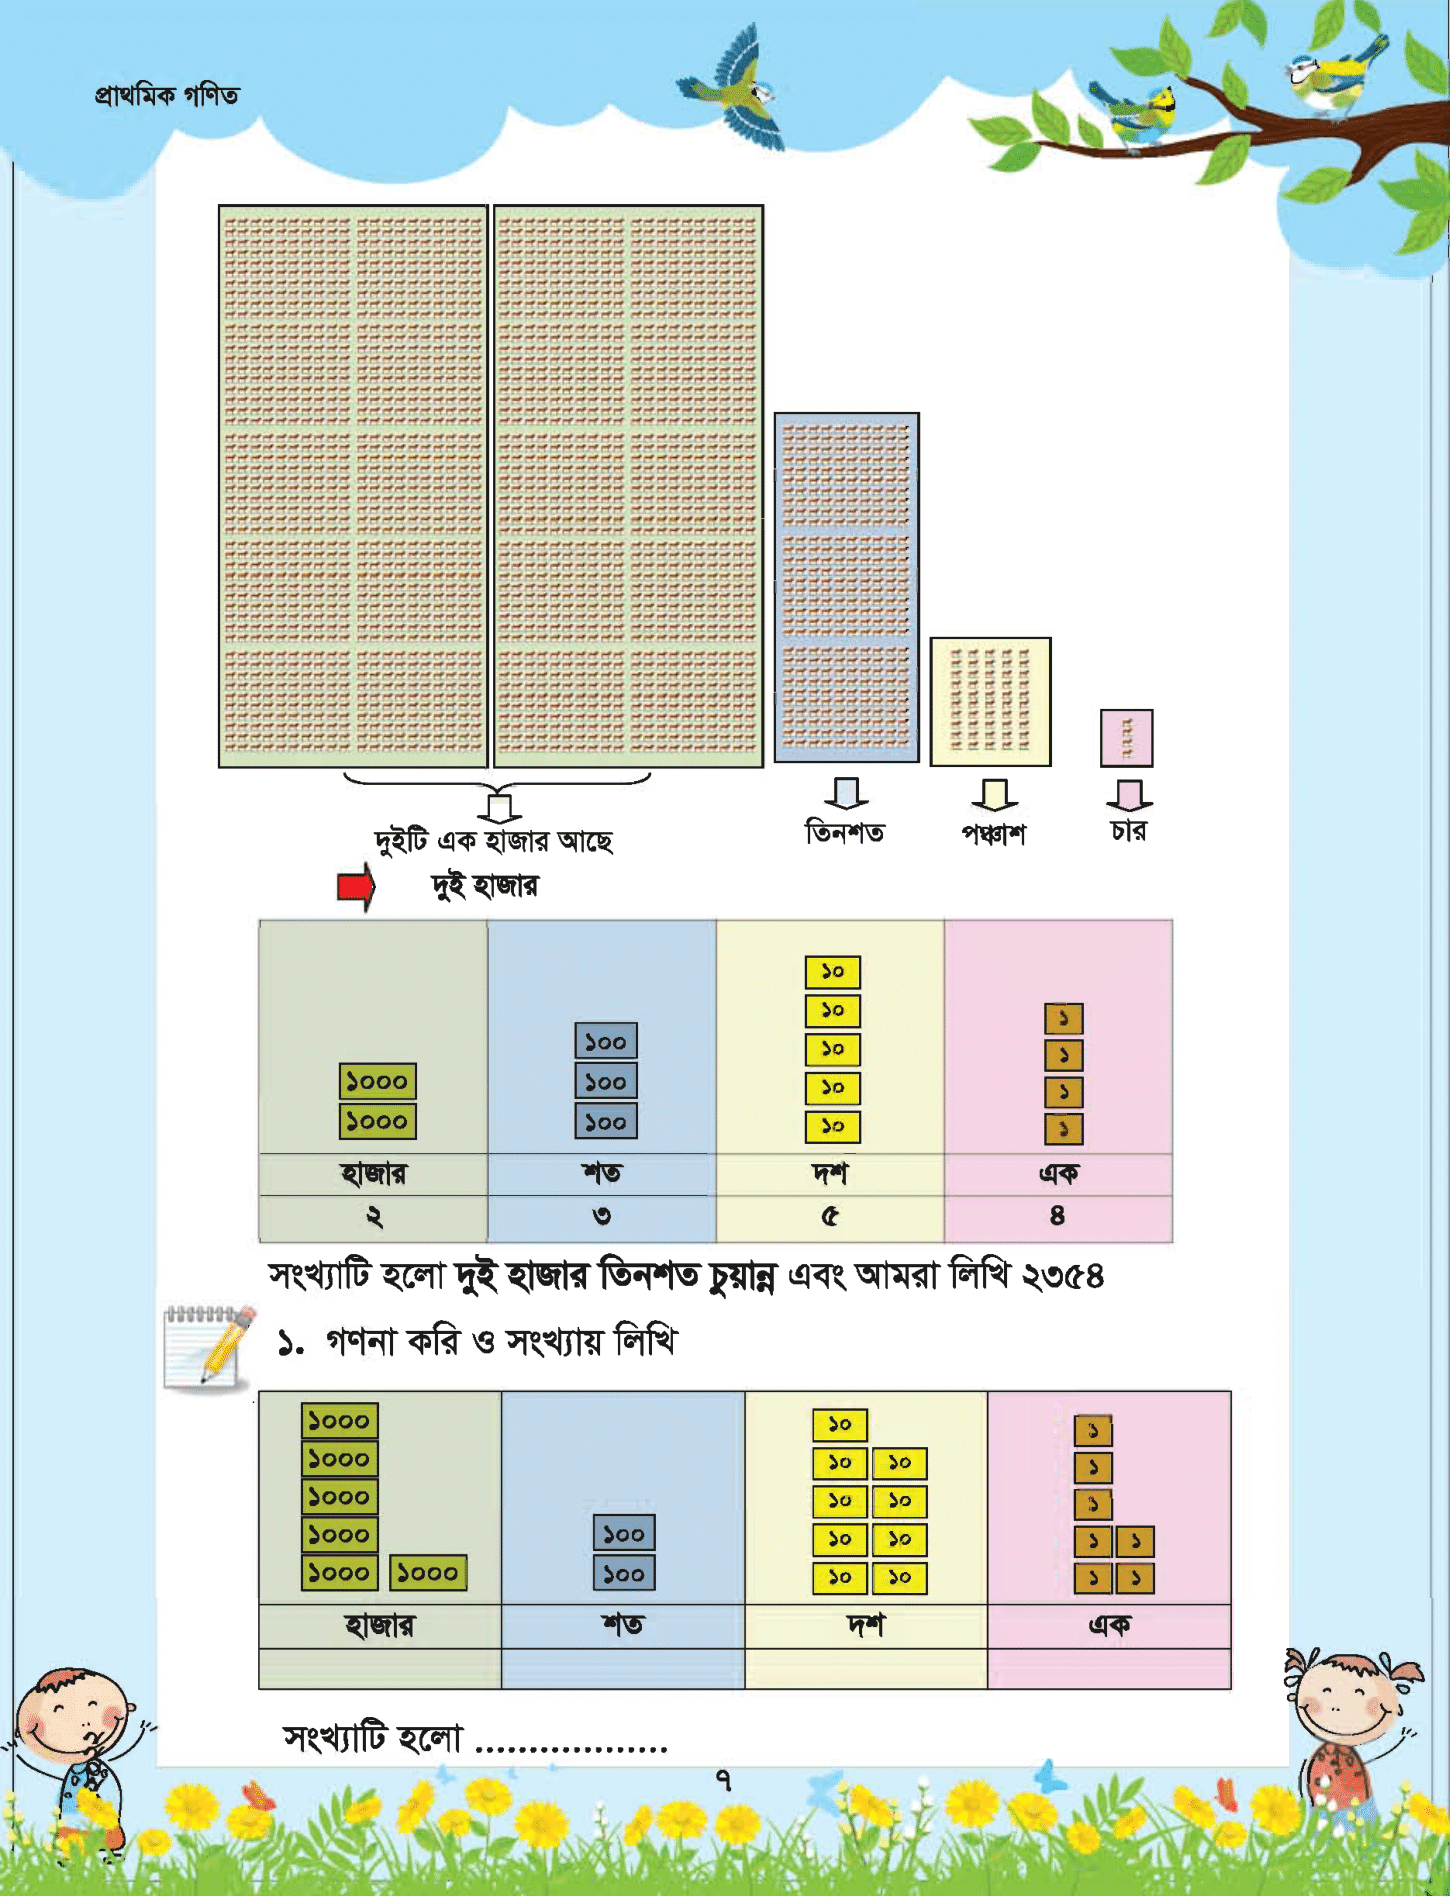 প্রাথমিক গণিত
দুইটি এক হাজার আছে
তিনশত
পঞ্চাশ
চার
দুই হাজার
১০০০
১০০০
১০০
১০০
১০০
১০
১০
১০
১০
১০
১
১
১
১
হাজার শত দশ এক
২ ৩ ৫ ৪
সংখ্যাটি হলো দুই হাজার তিনশত চুয়ান্ন এবং আমরা লিখি ২৩৫৪
১. গণনা করি ও সংখ্যায় লিখি
১০০০
১০০০
১০০০
১০০০
১০০০ ১০০০
১০০
১০০
১০
১০ ১০
১০ ১০
১০ ১০
১০ ১০
১
১
১
১ ১
১ ১
হাজার শত দশ এক
সংখ্যাটি হলো ..................
৭